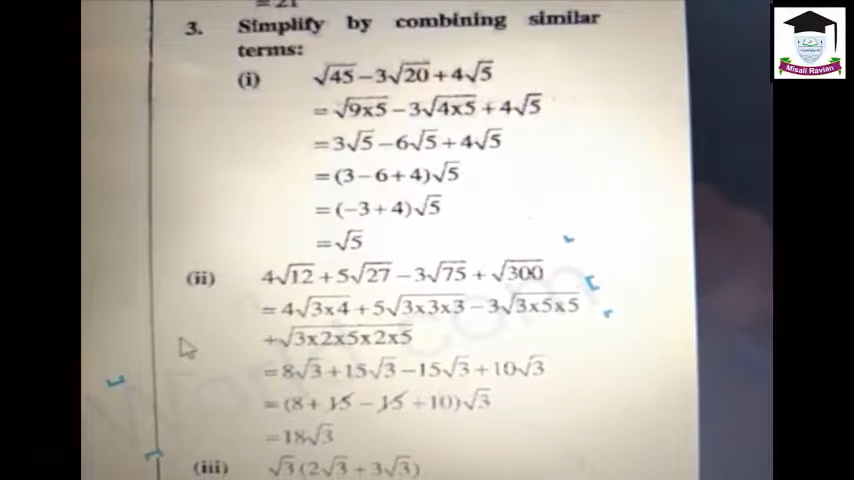 = 21
3. Simplify by combining similar
terms:
(i) √45 − 3√20 + 4√5
= √9x5 − 3√4x5 + 4√5
= 3√5 − 6√5 + 4√5
= (3 − 6 + 4)√5
= (−3 + 4)√5
= √5
(ii) 4√12 + 5√27 − 3√75 + √300
= 4√3x4 + 5√3x3x3 − 3√3x5x5
+√3x2x5x2x5
= 8√3 + 15√3 − 15√3 + 10√3
= (8 + 15 − 15 + 10)√3
= 18√3
(iii) √3(2√3 + 3√3)
Misali Ravian